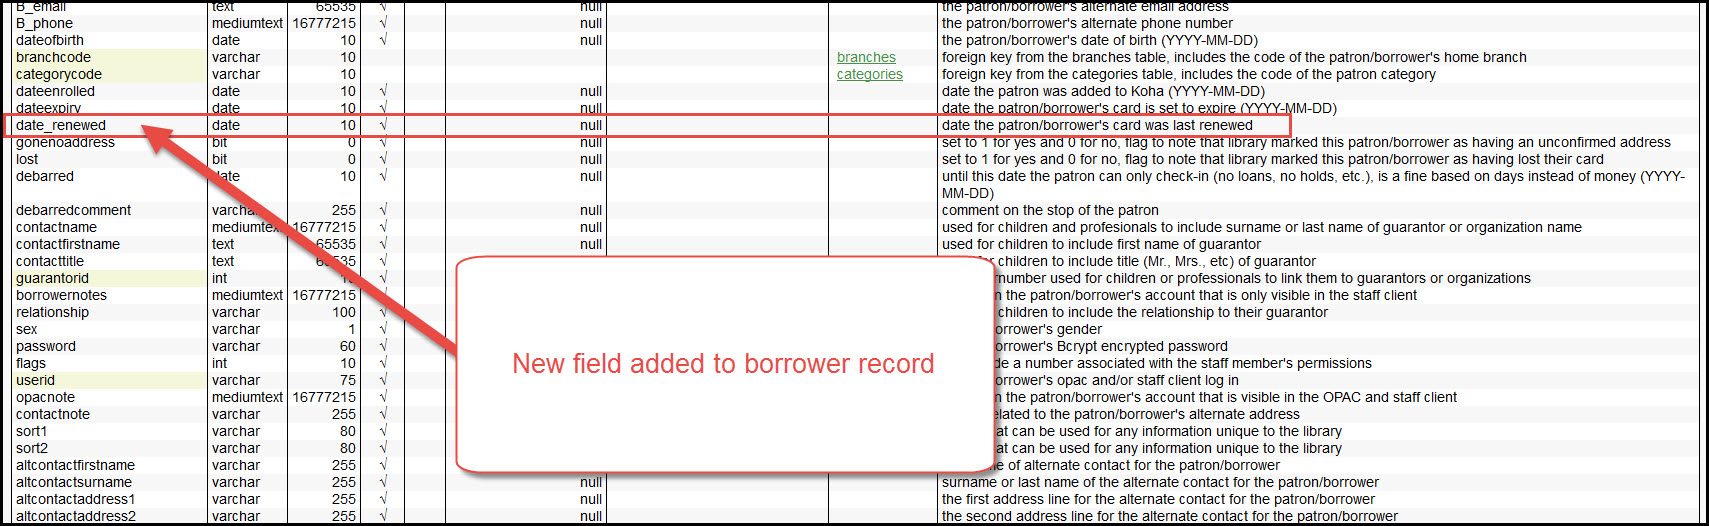 B_email text 65535 √ null the patron/borrower's alternate email address
B_phone mediumtext 16777215 √ null the patron/borrower's alternate phone number
dateofbirth date 10 √ null the patron/borrower's date of birth (YYYY-MM-DD)
branchcode varchar 10 branches foreign key from the branches table, includes the code of the patron/borrower's home branch
categorycode varchar 10 categories foreign key from the categories table, includes the code of the patron category
dateenrolled date 10 √ null date the patron was added to Koha (YYYY-MM-DD)
dateexpiry date 10 √ null date the patron/borrower's card is set to expire (YYYY-MM-DD)
date_renewed date 10 √ null date the patron/borrower's card was last renewed
gonenoaddress bit 0 √ null set to 1 for yes and 0 for no, flag to note that library marked this patron/borrower as having an unconfirmed address
lost bit 0 √ null set to 1 for yes and 0 for no, flag to note that library marked this patron/borrower as having lost their card
debarred date 10 √ null until this date the patron can only check-in (no loans, no holds, etc.), is a fine based on days instead of money (YYYY-
MM-DD)
debarredcomment varchar 255 √ null comment on the stop of the patron
contactname mediumtext 16777215 √ null used for children and profesionals to include surname or last name of guarantor or organization name
contactfirstname text 65535 √ null used for children to include first name of guarantor
contacttitle text 65535 √ for children to include title (Mr., Mrs., etc) of guarantor
guarantorid int √ number used for children or professionals to link them to guarantors or organizations
borrowernotes mediumtext 16777215 √ n the patron/borrower's account that is only visible in the staff client
relationship varchar 100 √ children to include the relationship to their guarantor
sex varchar 1 √ orrower's gender
password varchar 60 √ orrower's Bcrypt encrypted password
New field added to borrower record
flags int 10 √ de a number associated with the staff member's permissions
userid varchar 75 √ orrower's opac and/or staff client log in
opacnote mediumtext 16777215 √ n the patron/borrower's account that is visible in the OPAC and staff client
contactnote varchar 255 √ elated to the patron/borrower's alternate address
sort1 varchar 80 √ at can be used for any information unique to the library
sort2 varchar 80 √ at can be used for any information unique to the library
altcontactfirstname varchar 255 √ ne of alternate contact for the patron/borrower
altcontactsurname varchar 255 √ null surname or last name of the alternate contact for the patron/borrower
altcontactaddress1 varchar 255 √ null the first address line for the alternate contact for the patron/borrower
altcontactaddress2 varchar 255 √ null the second address line for the alternate contact for the patron/borrower